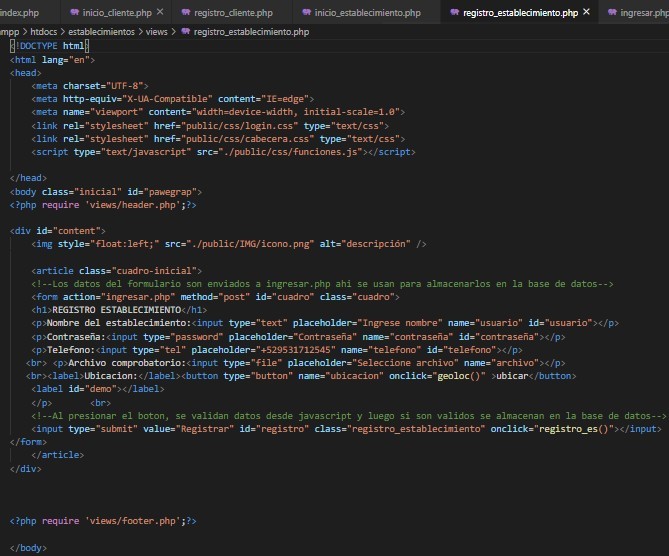 index.php inicio_cliente.php × registro_cliente.php inicio_establecimiento.php registro_establecimiento.php × ingresar.php
ampp > htdocs > establecimientos > views > registro_establecimiento.php
<!DOCTYPE html>
<html lang="en">
<head>
<meta charset="UTF-8">
<meta http-equiv="X-UA-Compatible" content="IE=edge">
<meta name="viewport" content="width=device-width, initial-scale=1.0">
<link rel="stylesheet" href="public/css/login.css" type="text/css">
<link rel="stylesheet" href="public/css/cabecera.css" type="text/css">
<script type="text/javascript" src="./public/css/funciones.js"></script>
</head>
<body class="inicial" id="pawegrap">
<?php require 'views/header.php';?>
<div id="content">
<img style="float:left;" src="./public/IMG/icono.png" alt="descripción" />
<article class="cuadro-inicial">
<!--Los datos del formulario son enviados a ingresar.php ahi se usan para almacenarlos en la base de datos-->
<form action="ingresar.php" method="post" id="cuadro" class="cuadro">
<h1>REGISTRO ESTABLECIMIENTO</h1>
<p>Nombre del establecimiento:<input type="text" placeholder="Ingrese nombre" name="usuario" id="usuario"></p>
<p>Contraseña:<input type="password" placeholder="Contraseña" name="contraseña" id="contraseña"></p>
<p>Telefono:<input type="tel" placeholder="+529531712545" name="telefono" id="telefono"></p>
<br> <p>Archivo comprobatorio:<input type="file" placeholder="Seleccione archivo" name="archivo"></p>
<br><label>Ubicacion:</label><button type="button" name="ubicacion" onclick="geoloc()" >ubicar</button>
<label id="demo"></label>
</p> <br>
<!--Al presionar el boton, se validan datos desde javascript y luego si son validos se almacenan en la base de datos-->
<input type="submit" value="Registrar" id="registro" class="registro_establecimiento" onclick="registro_es()"></input>
</form>
</article>
</div>
<?php require 'views/footer.php';?>
</body>